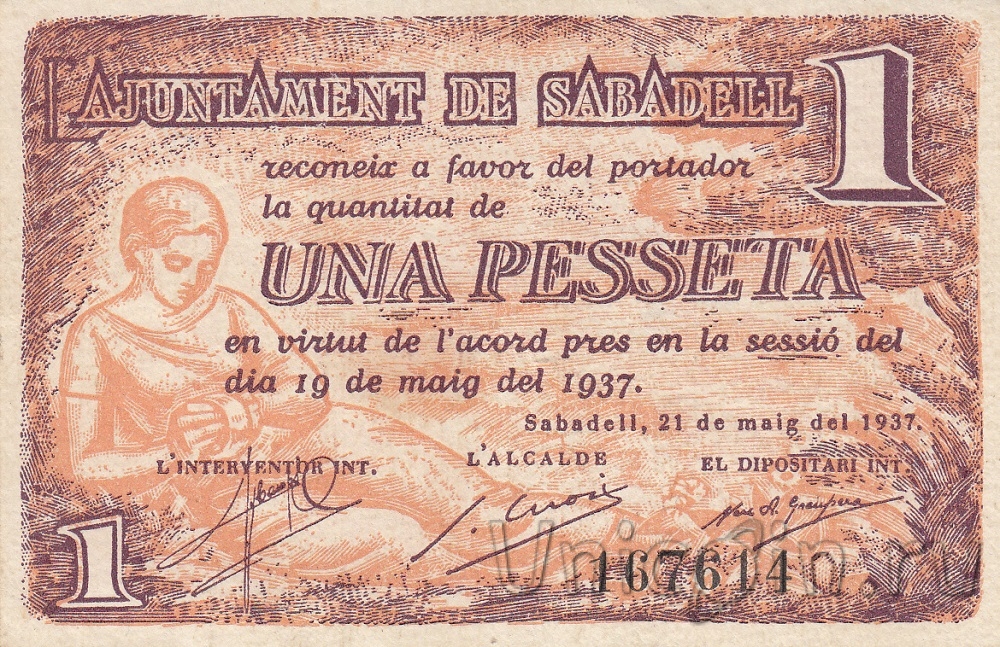 L'AJUNTAMENT DE SABADELL
1
reconeix a favor del portador
la quantitat de
UNA PESSETA
en virtut de l'acord pres en la sessió del
dia 19 de maig del 1937.
Sabadell, 21 de maig del 1937.
L'INTERVENTOR INT.
L'ALCALDE
EL DIPOSITARI INT.
1
167614